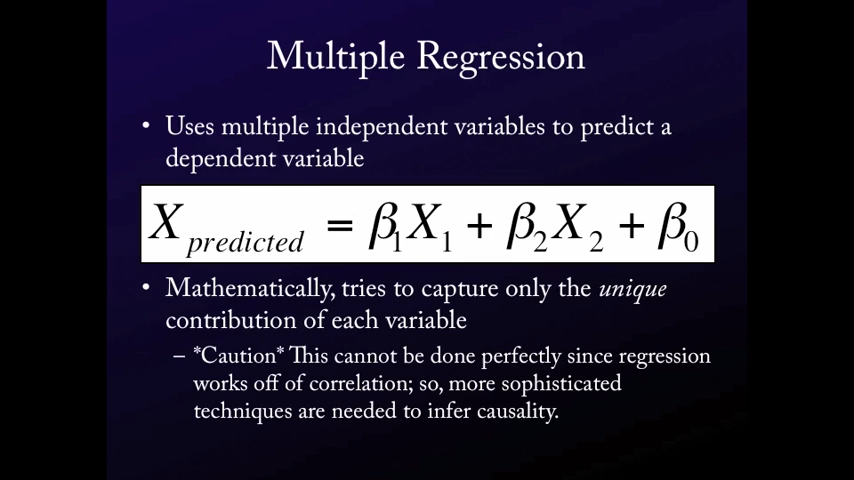 Multiple Regression
• Uses multiple independent variables to predict a
dependent variable
X_predicted = β₁X₁ + β₂X₂ + β₀
• Mathematically, tries to capture only the unique
contribution of each variable
– *Caution* This cannot be done perfectly since regression
works off of correlation; so, more sophisticated
techniques are needed to infer causality.